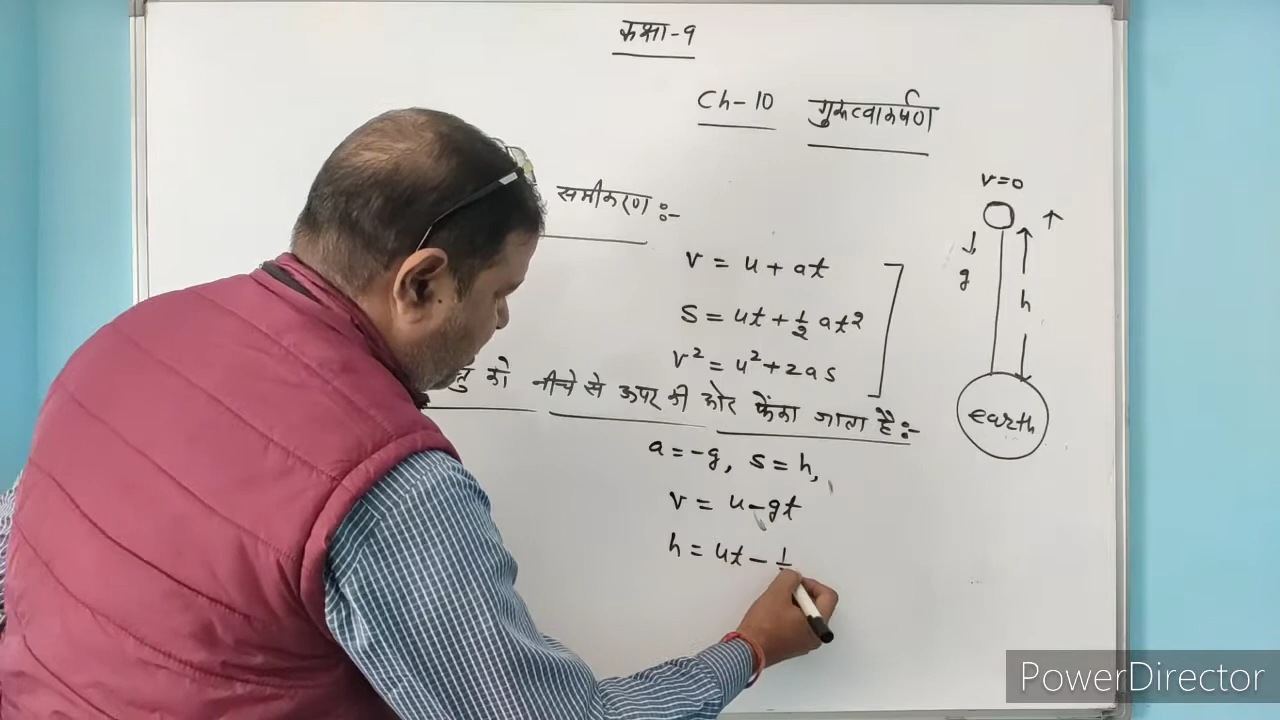 कक्षा-9
Ch-10 गुरुत्वाकर्षण
समीकरण:-
v = u + at
s = ut + 1/2 at²
v² = u² + 2as
को नीचे से ऊपर की ओर फेंका जाता है:-
a = -g, s = h,
v = u - gt
h = ut - 1
v=0
g
h
earth
PowerDirector